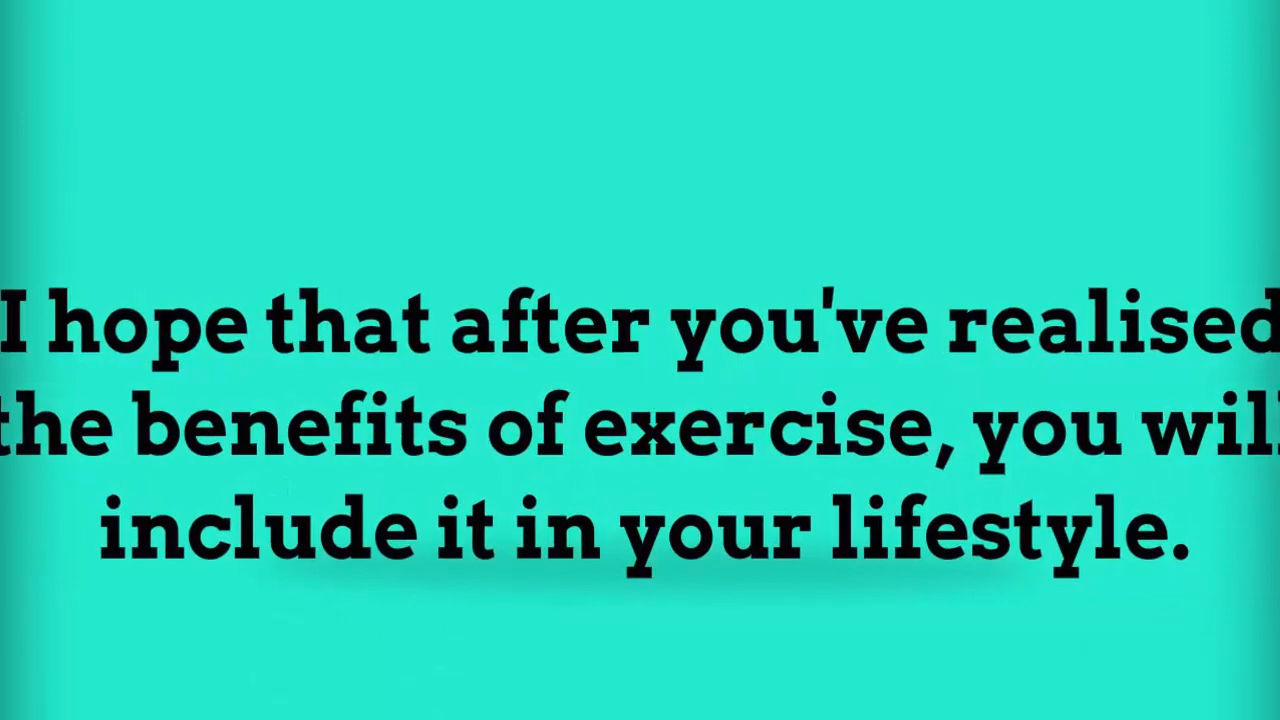 I hope that after you've realised
the benefits of exercise, you will
include it in your lifestyle.